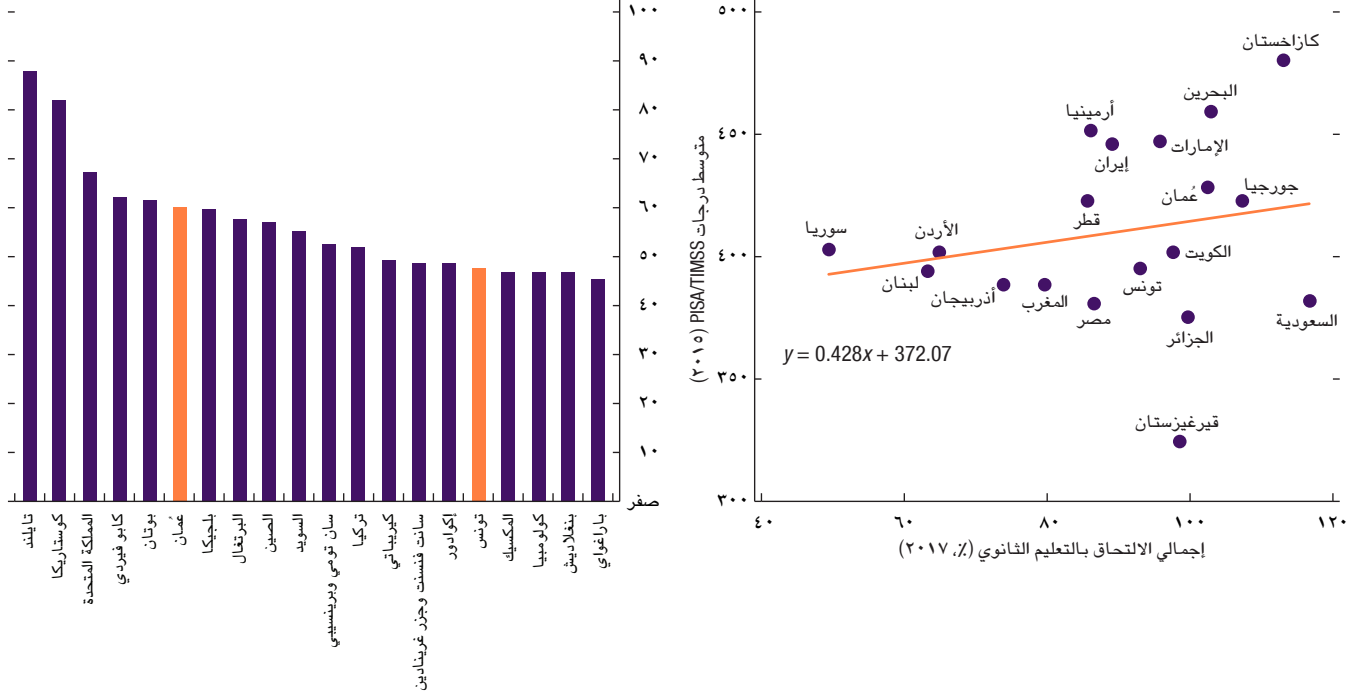 ٥٠٠
٤٥٠
٤٠٠
٣٥٠
٣٠٠
متوسط درجات PISA/TIMSS (٢٠١٥)
كازاخستان
البحرين
أرمينيا
الإمارات
إيران
جورجيا
عُمان
قطر
سوريا
الأردن
الكويت
لبنان
تونس
أذربيجان
المغرب
مصر
السعودية
الجزائر
y = 0.428x + 372.07
قيرغيزستان
٤٠
٦٠
٨٠
١٠٠
١٢٠
إجمالي الالتحاق بالتعليم الثانوي (٪، ٢٠١٧)
١٠٠
٩٠
٨٠
٧٠
٦٠
٥٠
٤٠
٣٠
٢٠
١٠
صفر
تايلند
كوستاريكا
المملكة المتحدة
كابو فيردي
بوتان
عُمان
بلجيكا
البرتغال
الصين
السويد
سان تومي وبرينسيبي
تركيا
كيريباتي
سانت فنسنت وجزر غرينادين
إكوادور
تونس
المكسيك
كولومبيا
بنغلاديش
باراغواي